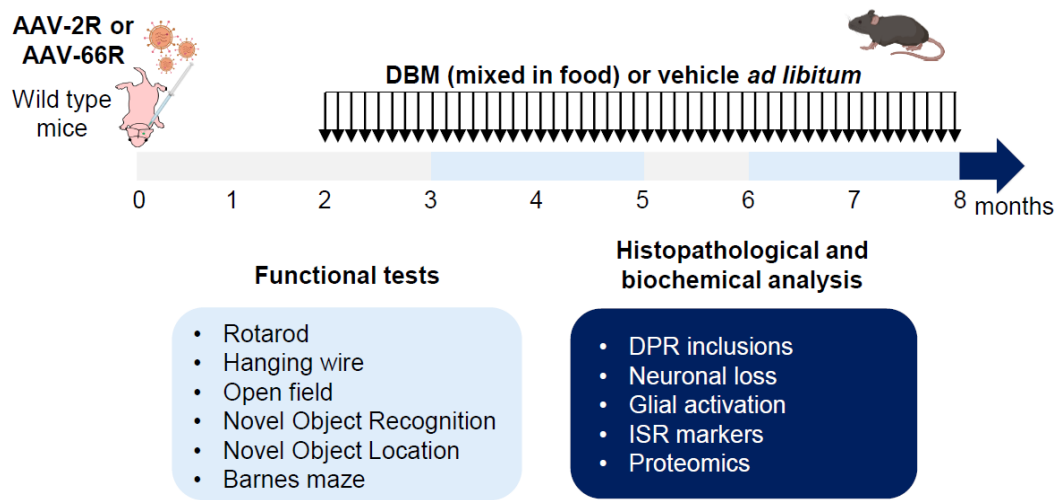 AAV-2R or
AAV-66R
Wild type
mice
DBM (mixed in food) or vehicle ad libitum
0 1 2 3 4 5 6 7 8 months
Functional tests
• Rotarod
• Hanging wire
• Open field
• Novel Object Recognition
• Novel Object Location
• Barnes maze
Histopathological and
biochemical analysis
• DPR inclusions
• Neuronal loss
• Glial activation
• ISR markers
• Proteomics